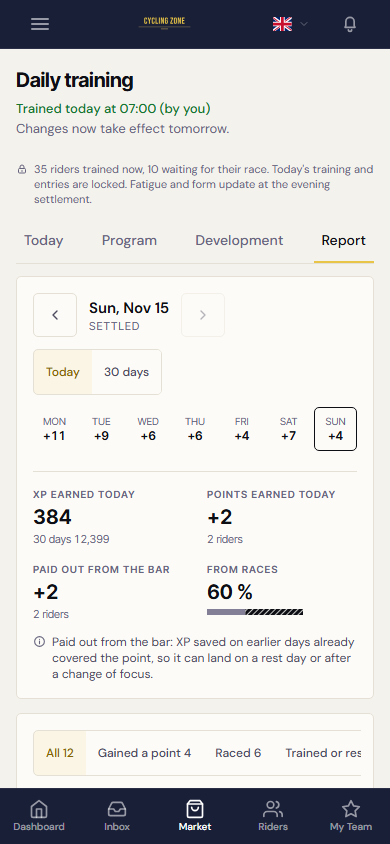 CYCLING ZONE
Daily training
Trained today at 07:00 (by you)
Changes now take effect tomorrow.
35 riders trained now, 10 waiting for their race. Today's training and
entries are locked. Fatigue and form update at the evening
settlement.
Today Program Development Report
Sun, Nov 15
SETTLED
Today 30 days
MON TUE WED THU FRI SAT SUN
+11 +9 +6 +6 +4 +7 +4
XP EARNED TODAY POINTS EARNED TODAY
384 +2
30 days 12,399 2 riders
PAID OUT FROM THE BAR FROM RACES
+2 60 %
2 riders
Paid out from the bar: XP saved on earlier days already
covered the point, so it can land on a rest day or after
a change of focus.
All 12 Gained a point 4 Raced 6 Trained or res
Dashboard Inbox Market Riders My Team